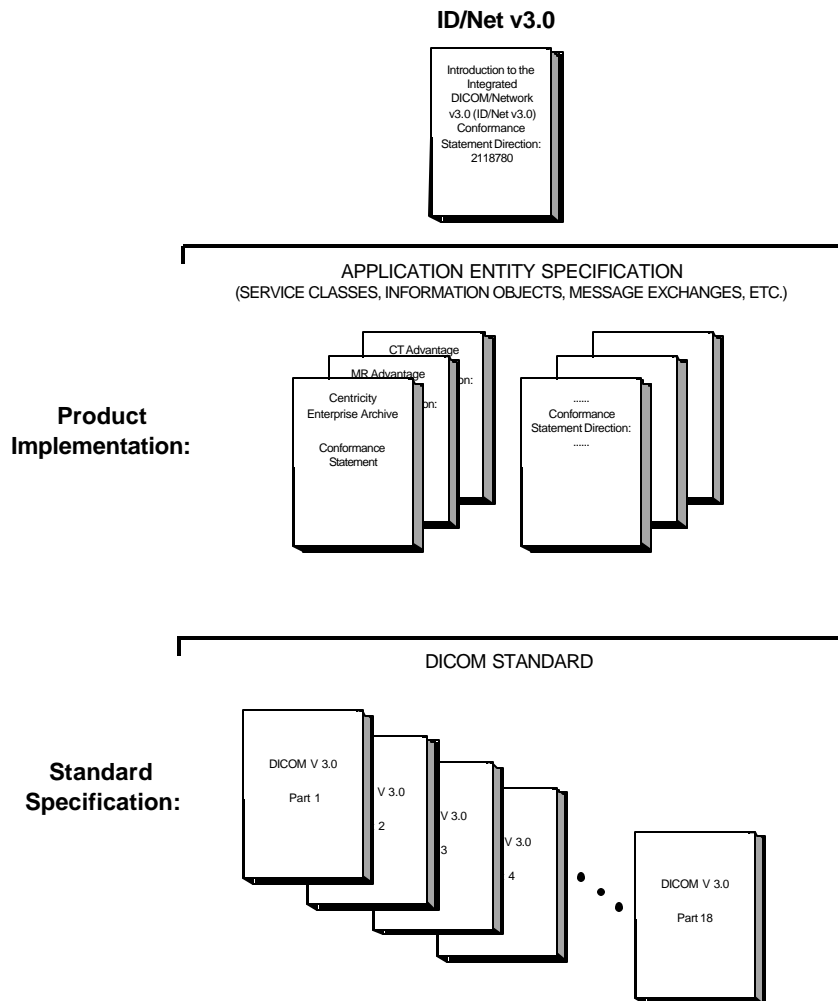 ID/Net v3.0
Introduction to the
Integrated
DICOM/Network
v3.0 (ID/Net v3.0)
Conformance
Statement Direction:
2118780
APPLICATION ENTITY SPECIFICATION
(SERVICE CLASSES, INFORMATION OBJECTS, MESSAGE EXCHANGES, ETC.)
Product
Implementation:
CT Advantage
on:
MR Advantage
on:
Centricity
Enterprise Archive
Conformance
Statement
......
Conformance
Statement Direction:
......
DICOM STANDARD
Standard
Specification:
DICOM V 3.0
Part 1
V 3.0
2
V 3.0
3
V 3.0
4
DICOM V 3.0
Part 18